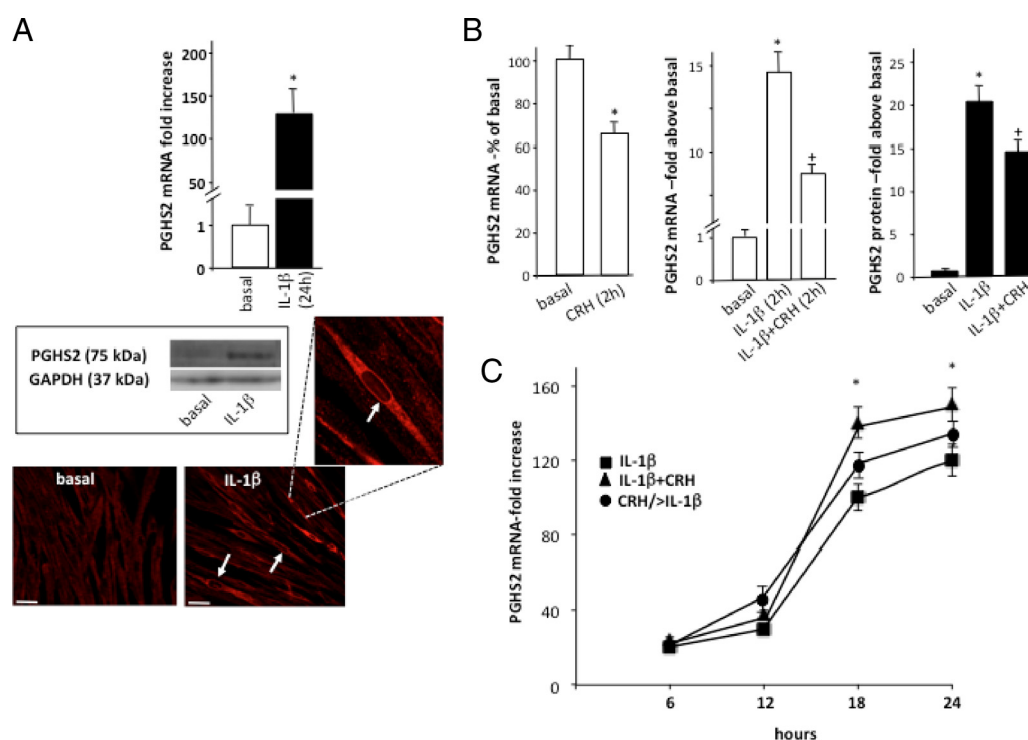 A
PGHS2 mRNA fold increase
200
150
100
50
1
0
*
basal
IL-1β
(24h)
PGHS2 (75 kDa)
GAPDH (37 kDa)
basal
IL-1β
basal
IL-1β
B
PGHS2 mRNA -% of basal
100
80
60
40
20
0
*
basal
CRH (2h)
PGHS2 mRNA –fold above basal
15
10
5
1
0
*
+
basal
IL-1β (2h)
IL-1β+CRH (2h)
PGHS2 protein –fold above basal
25
20
15
10
5
0
*
+
basal
IL-1β
IL-1β+CRH
C
PGHS2 mRNA-fold increase
160
120
80
40
0
IL-1β
IL-1β+CRH
CRH/>IL-1β
*
*
6
12
18
24
hours